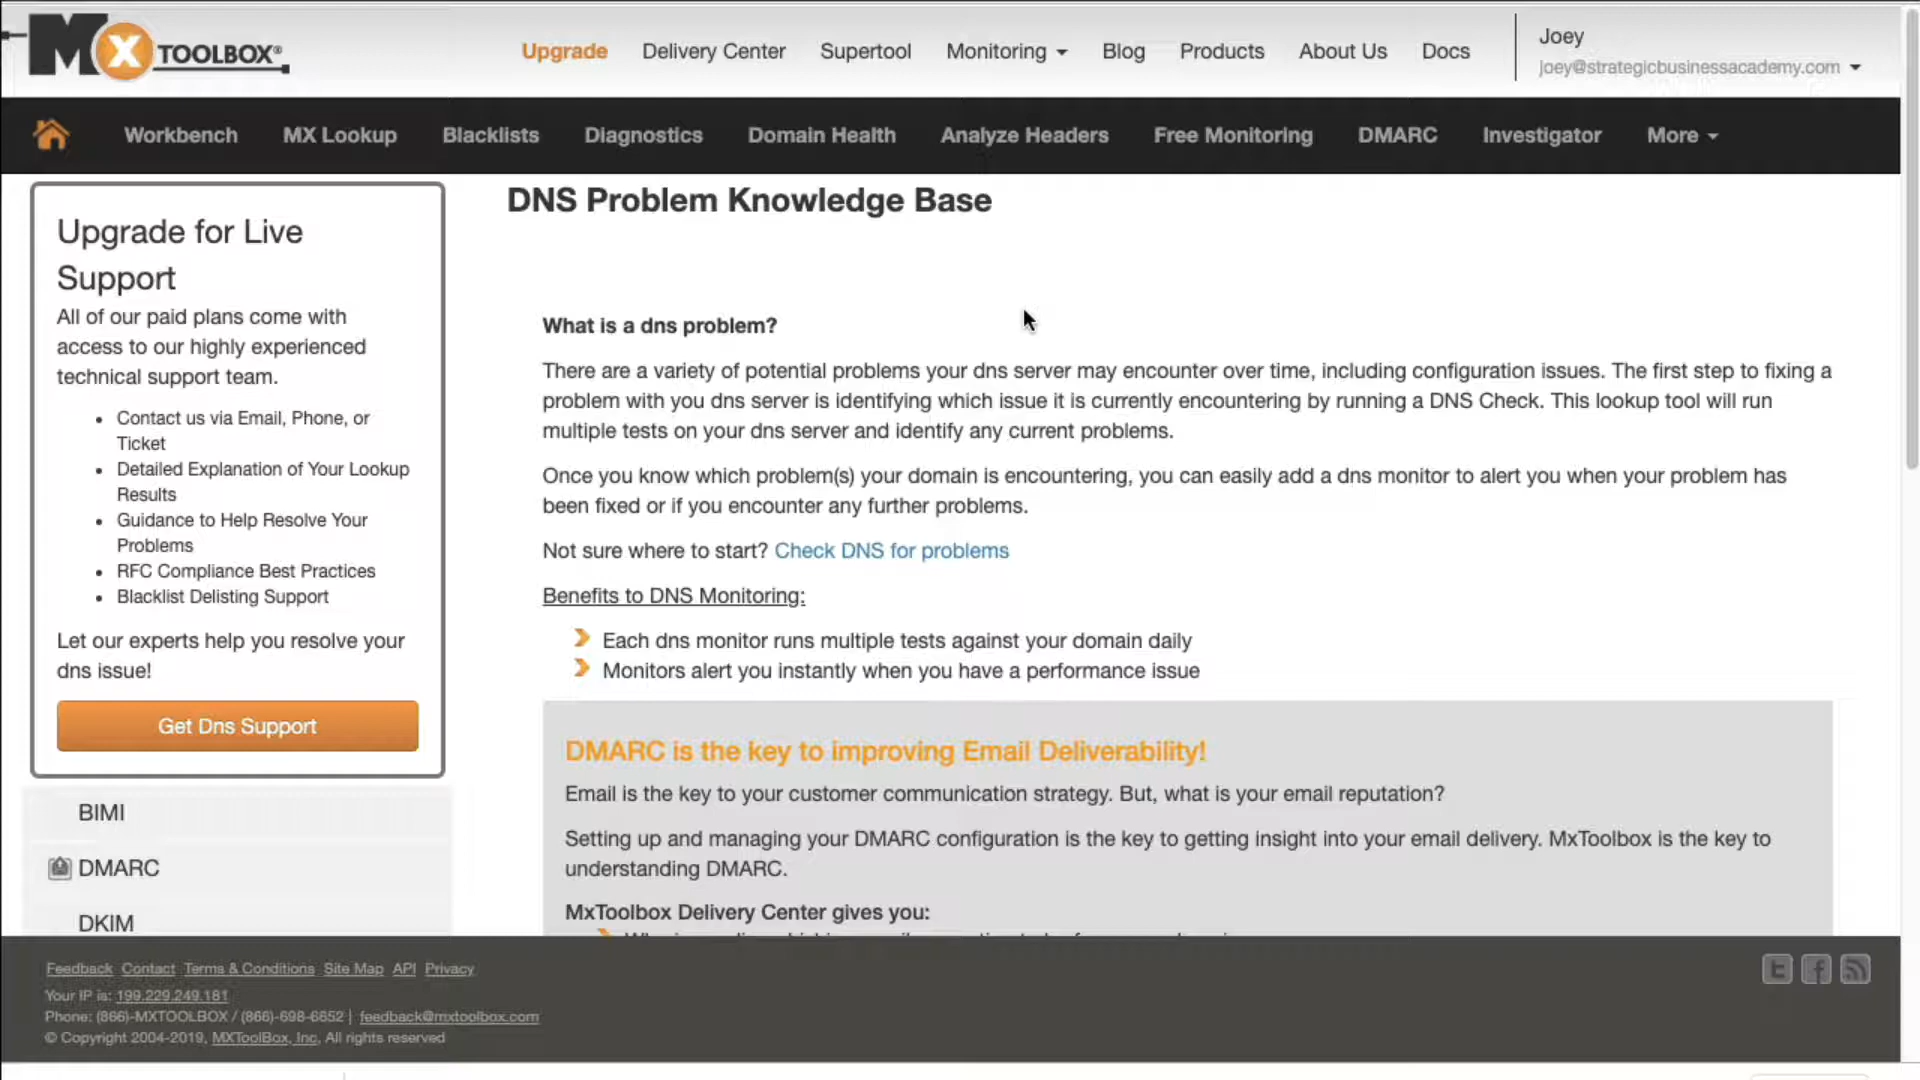 MX TOOLBOX®
Upgrade Delivery Center Supertool Monitoring Blog Products About Us Docs
Joey
joey@strategicbusinessacademy.com
Workbench MX Lookup Blacklists Diagnostics Domain Health Analyze Headers Free Monitoring DMARC Investigator More
Upgrade for Live
Support
All of our paid plans come with
access to our highly experienced
technical support team.
Contact us via Email, Phone, or
Ticket
Detailed Explanation of Your Lookup
Results
Guidance to Help Resolve Your
Problems
RFC Compliance Best Practices
Blacklist Delisting Support
Let our experts help you resolve your
dns issue!
Get Dns Support
BIMI
DMARC
DKIM
DNS Problem Knowledge Base
What is a dns problem?
There are a variety of potential problems your dns server may encounter over time, including configuration issues. The first step to fixing a
problem with you dns server is identifying which issue it is currently encountering by running a DNS Check. This lookup tool will run
multiple tests on your dns server and identify any current problems.
Once you know which problem(s) your domain is encountering, you can easily add a dns monitor to alert you when your problem has
been fixed or if you encounter any further problems.
Not sure where to start? Check DNS for problems
Benefits to DNS Monitoring:
Each dns monitor runs multiple tests against your domain daily
Monitors alert you instantly when you have a performance issue
DMARC is the key to improving Email Deliverability!
Email is the key to your customer communication strategy. But, what is your email reputation?
Setting up and managing your DMARC configuration is the key to getting insight into your email delivery. MxToolbox is the key to
understanding DMARC.
MxToolbox Delivery Center gives you:
Feedback Contact Terms & Conditions Site Map API Privacy
Your IP is: 199.229.249.181
Phone: (866)-MXTOOLBOX / (866)-698-6652 | feedback@mxtoolbox.com
© Copyright 2004-2019, MXToolBox, Inc, All rights reserved